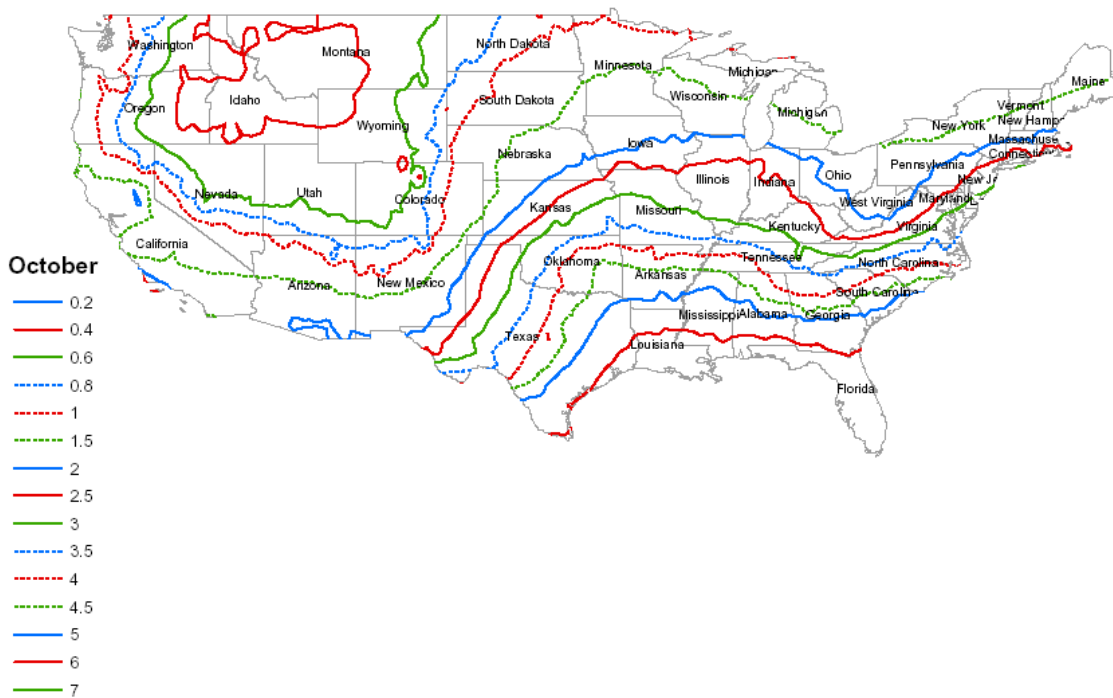 Washington
Montana
North Dakota
Minnesota
Michigan
Maine
Oregon
Idaho
South Dakota
Wisconsin
Michigan
Vermont
New Hamp
New York
Massachuse
Wyoming
Iowa
Nebraska
Connecti
Pennsylvania
Nevada
Utah
Colorado
Illinois
Indiana
Ohio
New J
Maryland
West Virginia
Kansas
Missouri
Kentucky
Virginia
California
October
Arizona
New Mexico
Oklahoma
Arkansas
Tennessee
North Carolina
South Carolina
Texas
Mississippi
Alabama
Georgia
Louisiana
Florida
0.2
0.4
0.6
0.8
1
1.5
2
2.5
3
3.5
4
4.5
5
6
7